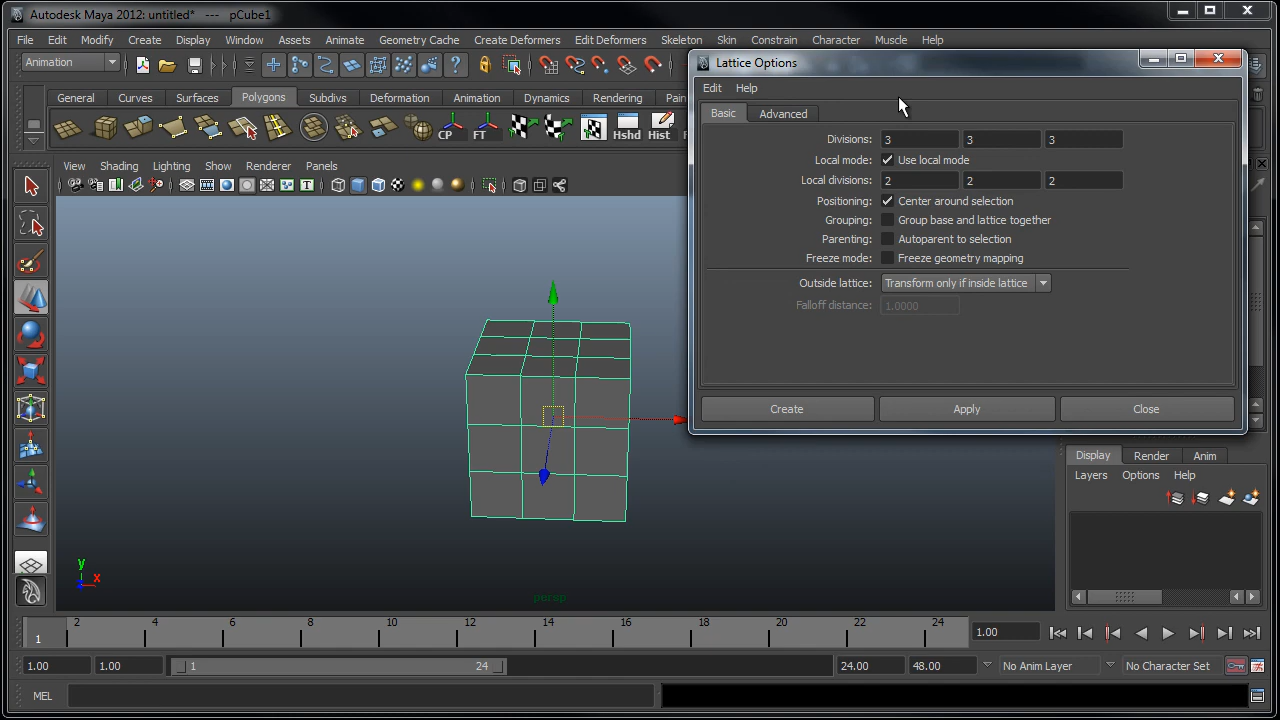 Autodesk Maya 2012: untitled* --- pCube1
File Edit Modify Create Display Window Assets Animate Geometry Cache Create Deformers Edit Deformers Skeleton Skin Constrain Character Muscle Help
Animation
General Curves Surfaces Polygons Subdivs Deformation Animation Dynamics Rendering Pain
CP FT Hshd Hist
View Shading Lighting Show Renderer Panels
Lattice Options
Edit Help
Basic Advanced
Divisions: 3 3 3
Local mode: Use local mode
Local divisions: 2 2 2
Positioning: Center around selection
Grouping: Group base and lattice together
Parenting: Autoparent to selection
Freeze mode: Freeze geometry mapping
Outside lattice: Transform only if inside lattice
Falloff distance: 1.0000
Create Apply Close
Display Render Anim
Layers Options Help
y
x
persp
1 2 4 6 8 10 12 14 16 18 20 22 24 1.00
1.00 1.00 1 24 24.00 48.00 No Anim Layer No Character Set
MEL